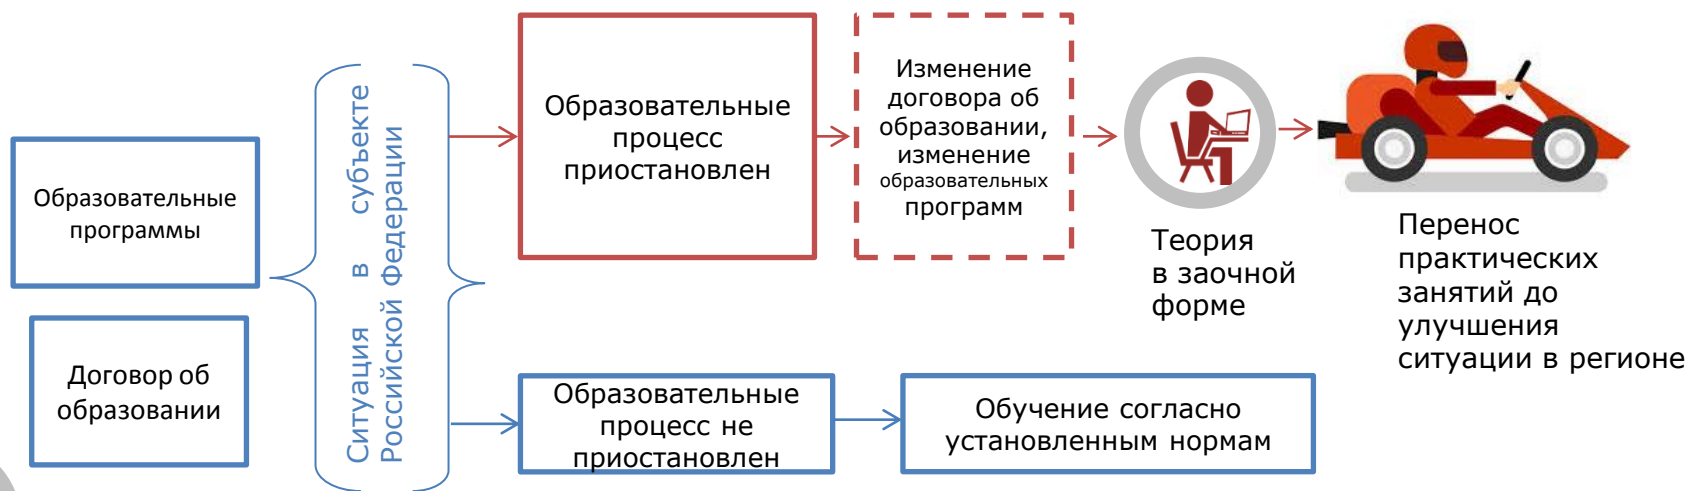 Образовательные
программы
Договор об
образовании
Ситуация в субъекте
Российской Федерации
Образовательные
процесс
приостановлен
Изменение
договора об
образовании,
изменение
образовательных
программ
Теория
в заочной
форме
Перенос
практических
занятий до
улучшения
ситуации в регионе
Образовательные
процесс не
приостановлен
Обучение согласно
установленным нормам